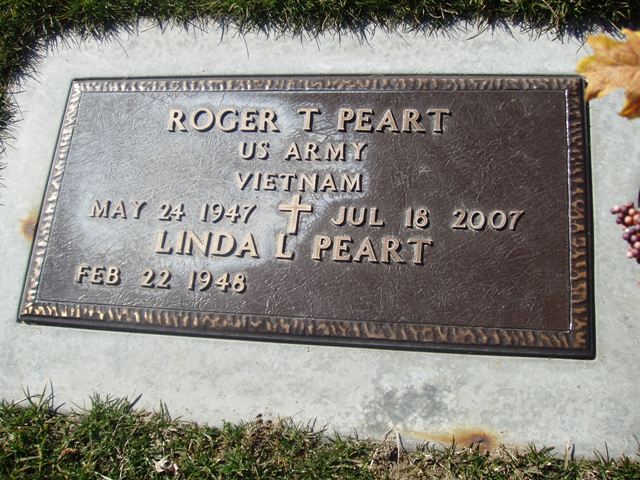 ROGER T PEART
US ARMY
VIETNAM
MAY 24 1947 JUL 18 2007
LINDA L PEART
FEB 22 1948